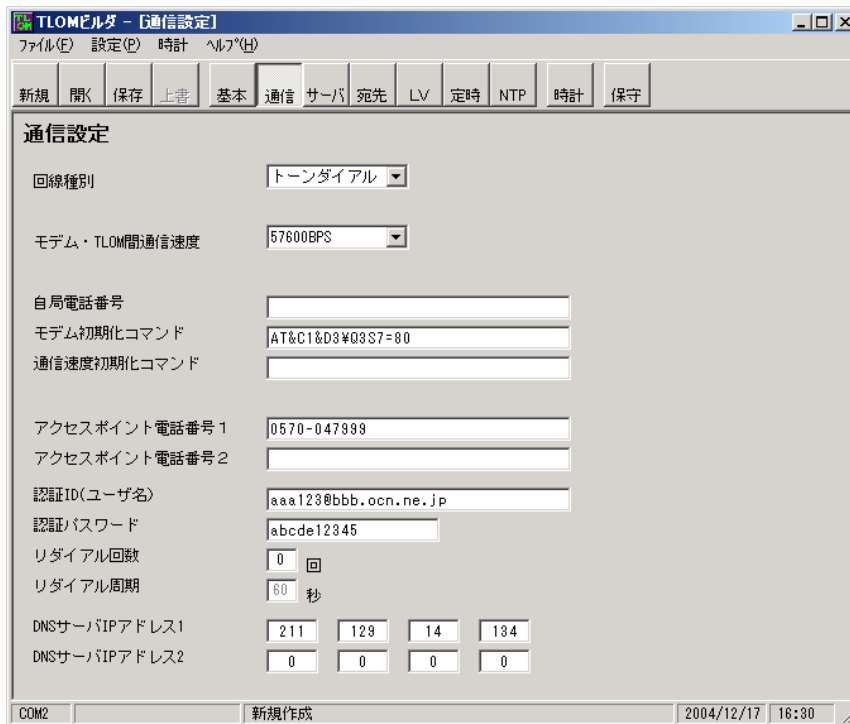 TLOMビルダ - [通信設定]
ファイル(F) 設定(P) 時計 ヘルプ(H)
新規 開く 保存 上書 基本 通信 サーバ 宛先 LV 定時 NTP 時計 保守
通信設定
回線種別 トーンダイアル
モデム・TLOM間通信速度 57600BPS
自局電話番号
モデム初期化コマンド AT&C1&D3¥Q3S7=80
通信速度初期化コマンド
アクセスポイント電話番号1 0570-047999
アクセスポイント電話番号2
認証ID(ユーザ名) aaa123@bbb.ocn.ne.jp
認証パスワード abcde12345
リダイアル回数 0 回
リダイアル周期 60 秒
DNSサーバIPアドレス1 211 129 14 134
DNSサーバIPアドレス2 0 0 0 0
COM2 新規作成 2004/12/17 16:30